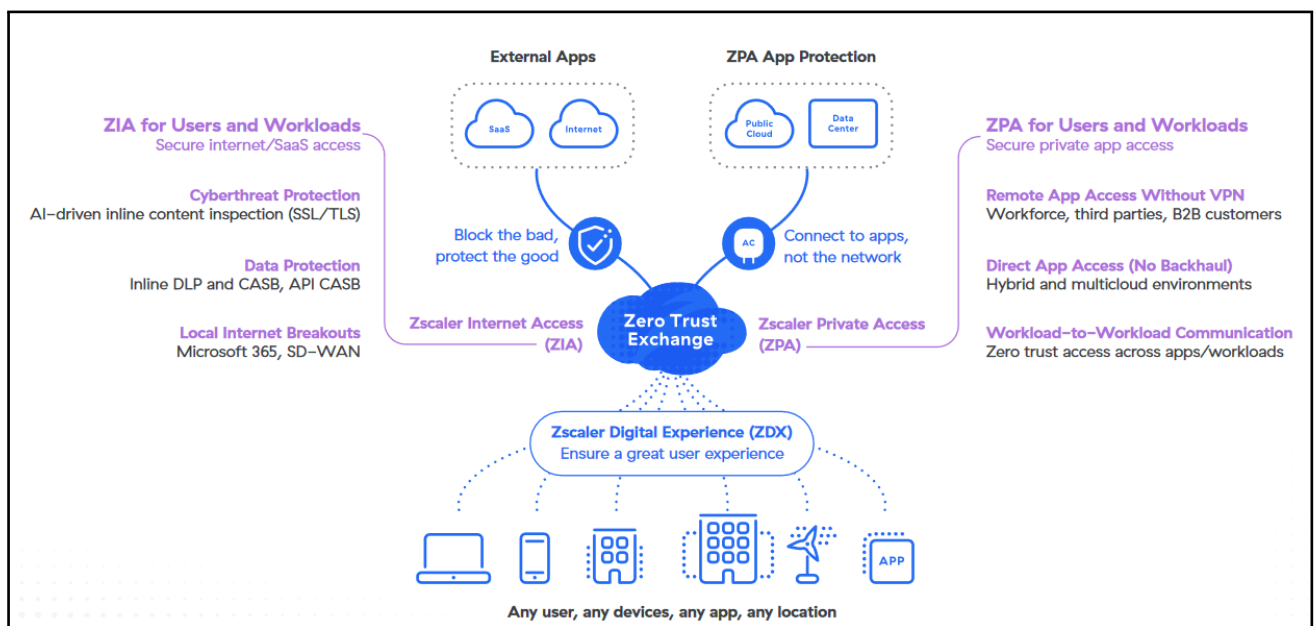 External Apps
ZPA App Protection
SaaS
Internet
Public
Cloud
Data
Center
ZIA for Users and Workloads
Secure internet/SaaS access
Cyberthreat Protection
AI-driven inline content inspection (SSL/TLS)
Data Protection
Inline DLP and CASB, API CASB
Local Internet Breakouts
Microsoft 365, SD-WAN
Block the bad,
protect the good
AC
Connect to apps,
not the network
Zscaler Internet Access
(ZIA)
Zero Trust
Exchange
Zscaler Private Access
(ZPA)
ZPA for Users and Workloads
Secure private app access
Remote App Access Without VPN
Workforce, third parties, B2B customers
Direct App Access (No Backhaul)
Hybrid and multicloud environments
Workload-to-Workload Communication
Zero trust access across apps/workloads
Zscaler Digital Experience (ZDX)
Ensure a great user experience
APP
Any user, any devices, any app, any location